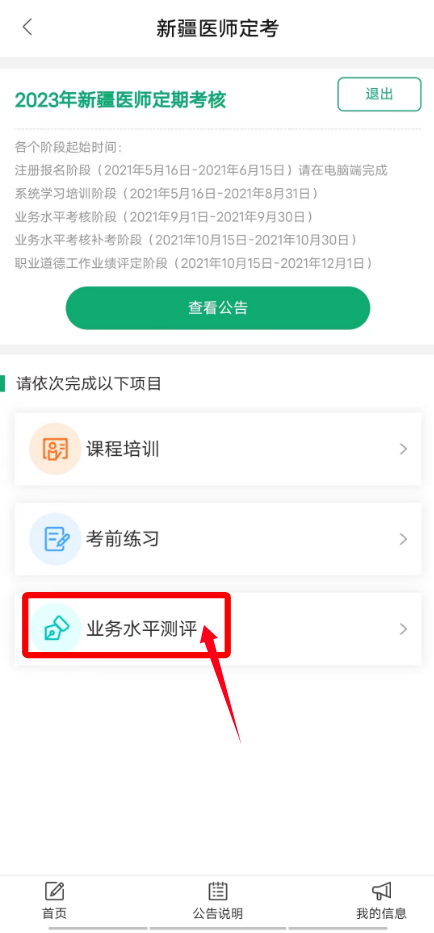 新疆医师定考
2023年新疆医师定期考核
退出
各个阶段起始时间：
注册报名阶段（2021年5月16日-2021年6月15日）请在电脑端完成
系统学习培训阶段（2021年5月16日-2021年8月31日）
业务水平考核阶段（2021年9月1日-2021年9月30日）
业务水平考核补考阶段（2021年10月15日-2021年10月30日）
职业道德工作业绩评定阶段（2021年10月15日-2021年12月1日）
查看公告
请依次完成以下项目
课程培训
考前练习
业务水平测评
首页
公告说明
我的信息